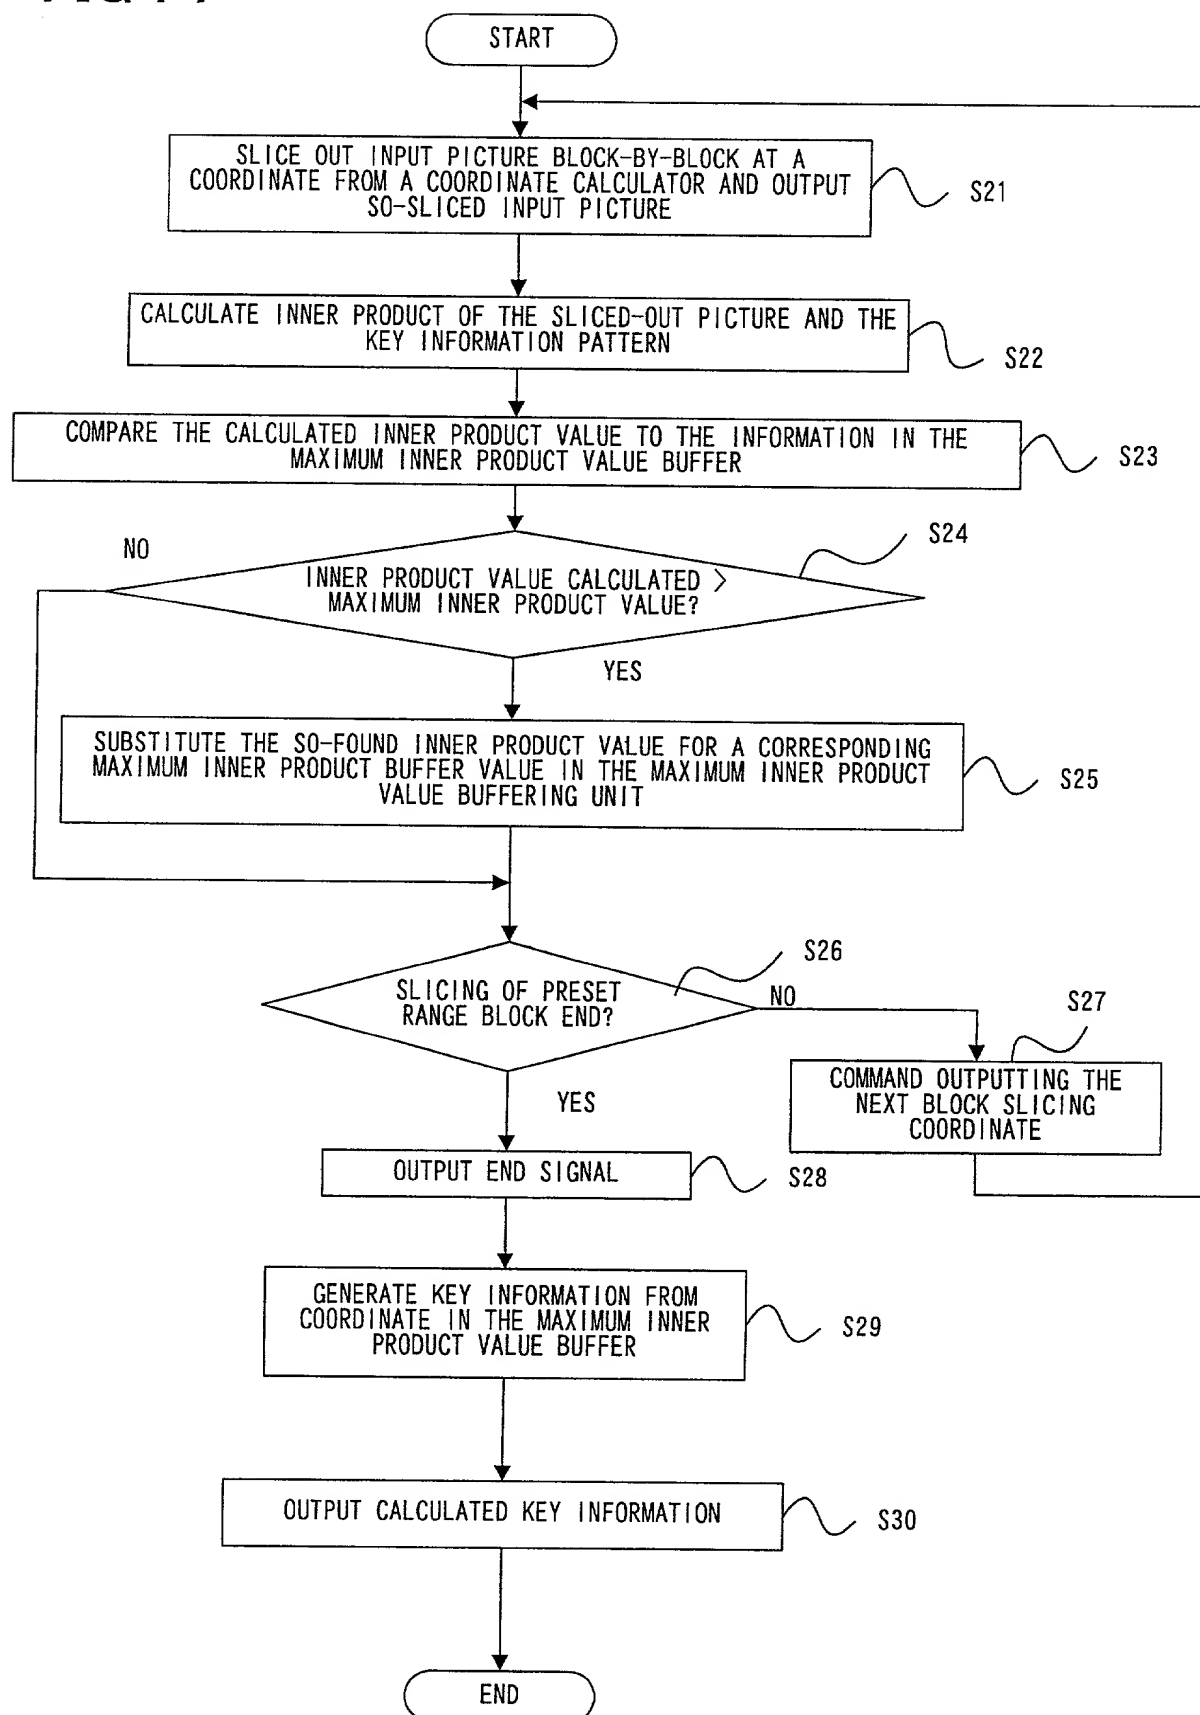 START
SLICE OUT INPUT PICTURE BLOCK-BY-BLOCK AT A
COORDINATE FROM A COORDINATE CALCULATOR AND OUTPUT
SO-SLICED INPUT PICTURE
S21
CALCULATE INNER PRODUCT OF THE SLICED-OUT PICTURE AND THE
KEY INFORMATION PATTERN
S22
COMPARE THE CALCULATED INNER PRODUCT VALUE TO THE INFORMATION IN THE
MAXIMUM INNER PRODUCT VALUE BUFFER
S23
S24
NO
INNER PRODUCT VALUE CALCULATED >
MAXIMUM INNER PRODUCT VALUE?
YES
SUBSTITUTE THE SO-FOUND INNER PRODUCT VALUE FOR A CORRESPONDING
MAXIMUM INNER PRODUCT BUFFER VALUE IN THE MAXIMUM INNER PRODUCT
VALUE BUFFERING UNIT
S25
S26
SLICING OF PRESET
RANGE BLOCK END?
NO
S27
COMMAND OUTPUTTING THE
NEXT BLOCK SLICING
COORDINATE
YES
OUTPUT END SIGNAL
S28
GENERATE KEY INFORMATION FROM
COORDINATE IN THE MAXIMUM INNER
PRODUCT VALUE BUFFER
S29
OUTPUT CALCULATED KEY INFORMATION
S30
END